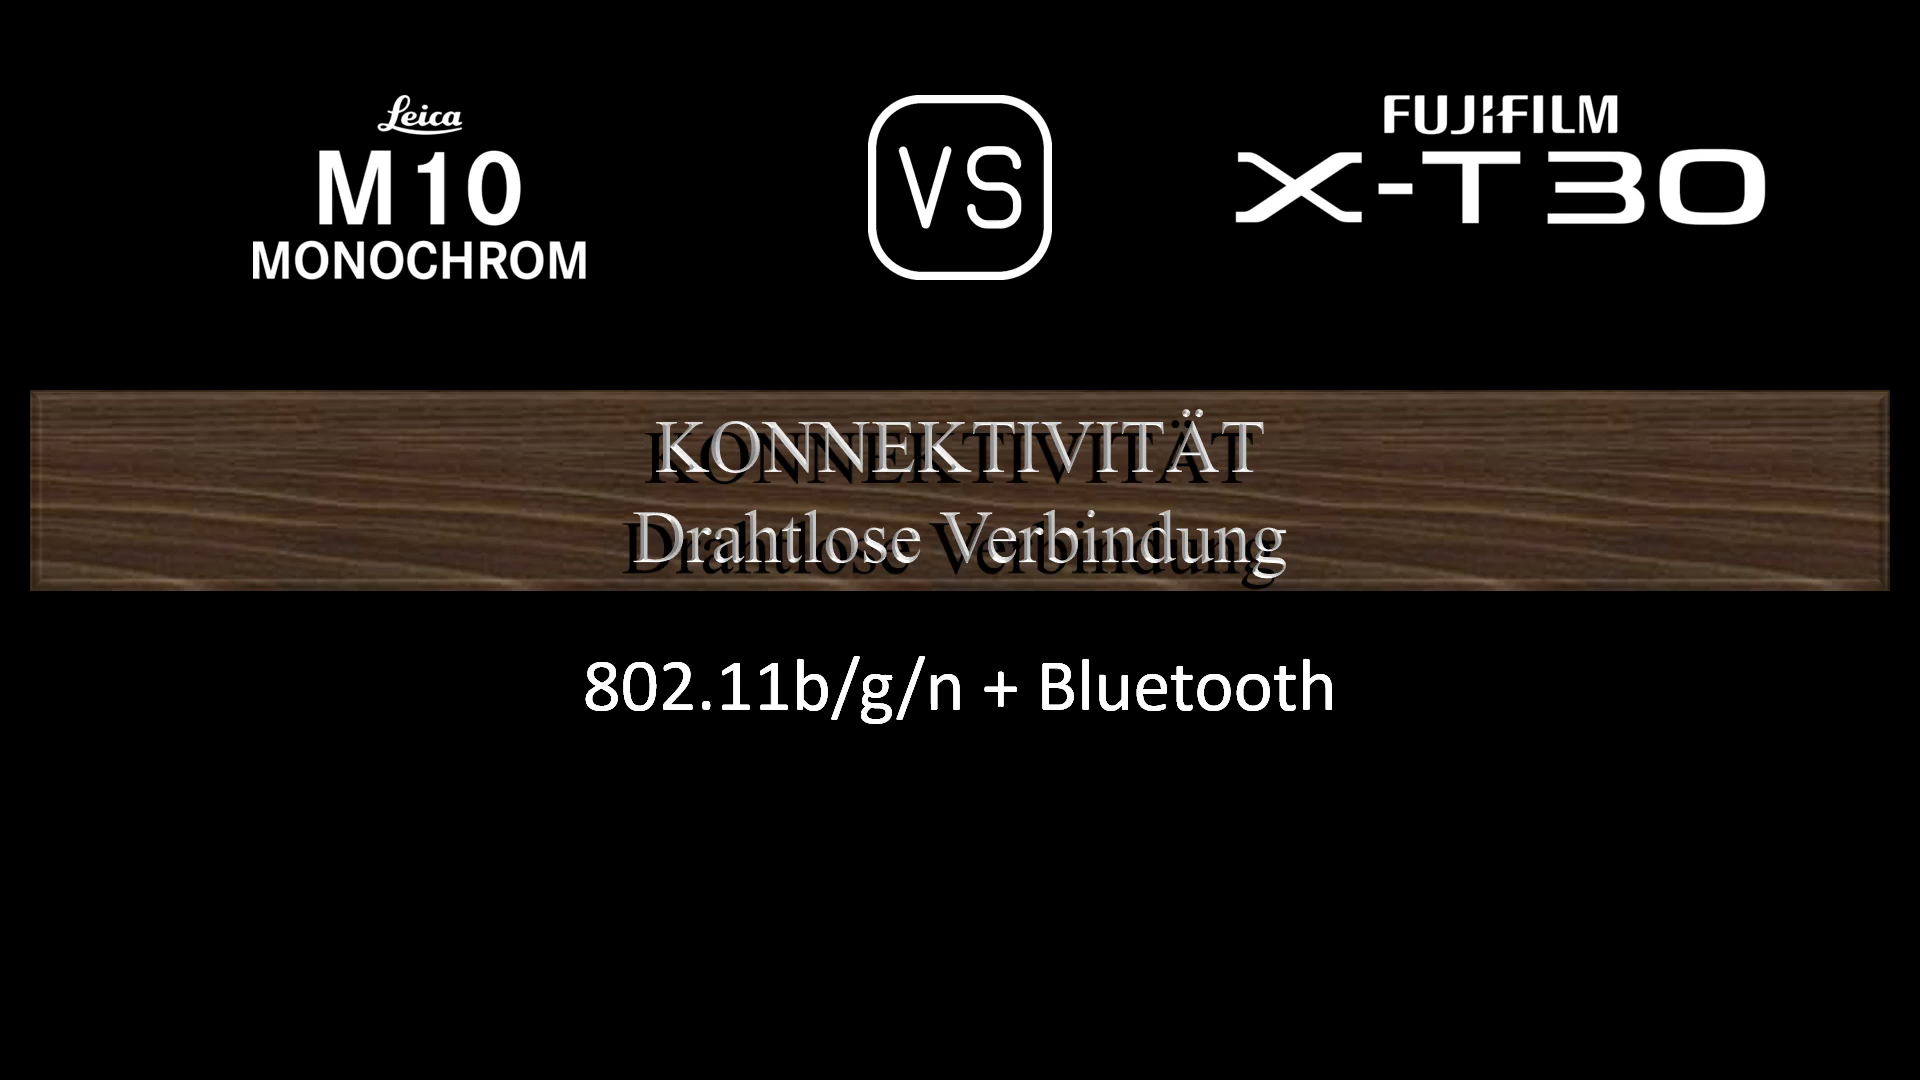 Leica
M10
MONOCHROM
VS
FUJIFILM
X-T30
KONNEKTIVITÄT
Drahtlose Verbindung
802.11b/g/n + Bluetooth